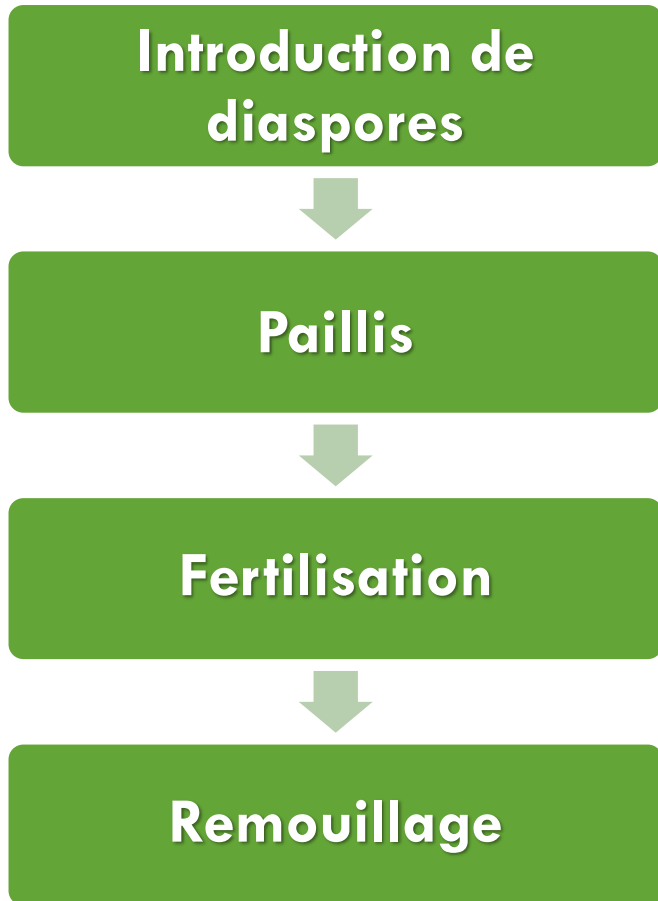 Introduction de
diaspores
Paillis
Fertilisation
Remouillage